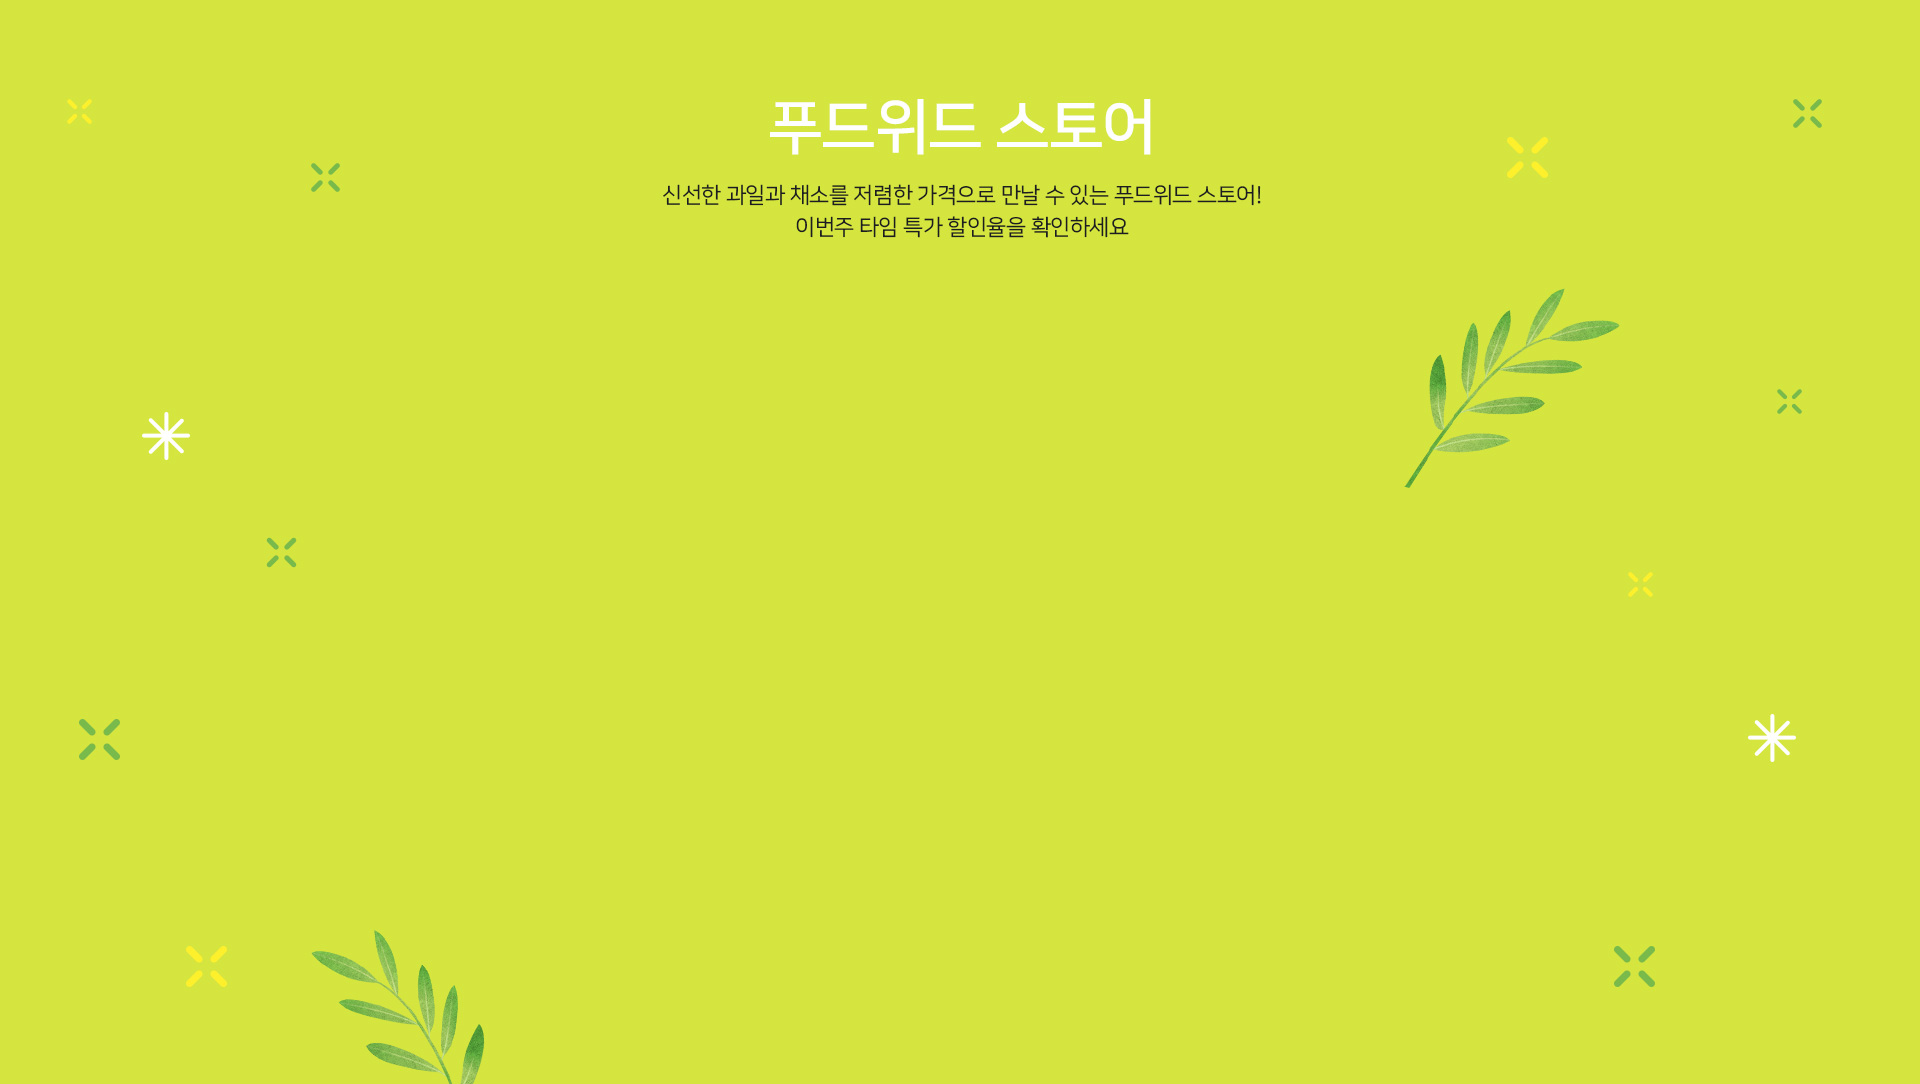 푸드위드 스토어
신선한 과일과 채소를 저렴한 가격으로 만날 수 있는 푸드위드 스토어!
이번주 타임 특가 할인율을 확인하세요